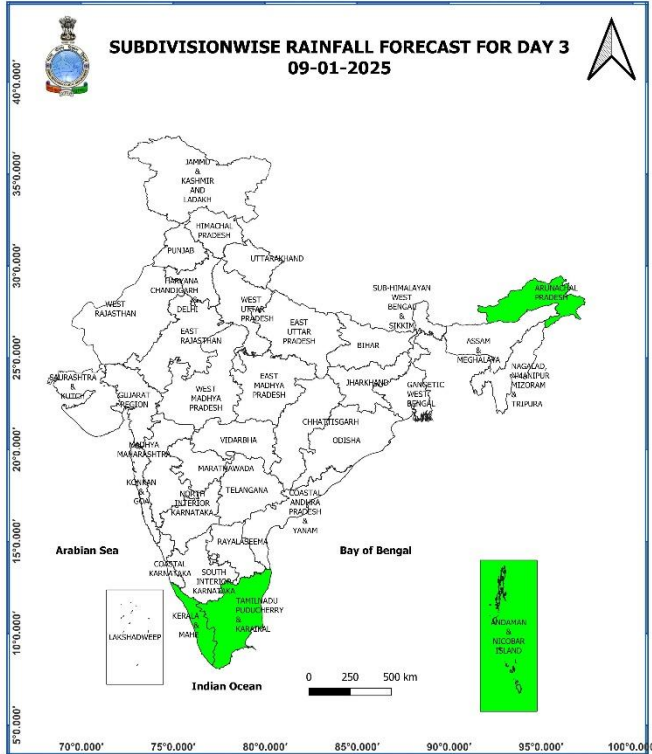 SUBDIVISIONWISE RAINFALL FORECAST FOR DAY 3
09-01-2025
40°0.000'
35°0.000'
30°0.000'
25°0.000'
20°0.000'
15°0.000'
10°0.000'
5°0.000'
JAMMU
&
KASHMIR
AND
LADAKH
HIMACHAL
PRADESH
PUNJAB
UTTARAKHAND
HARYANA
CHANDIGARH
&
DELHI
WEST
RAJASTHAN
WEST
UTTAR
PRADESH
EAST
UTTAR
PRADESH
EAST
RAJASTHAN
SUB-HIMALAYAN
WEST
BENGAL
&
SIKKIM
ARUNACHAL
PRADESH
BIHAR
ASSAM
&
MEGHALAYA
NAGALAD,
MANIPUR
MIZORAM
&
TRIPURA
SAURASHTRA
&
KUTCH
GUJARAT
REGION
WEST
MADHYA
PRADESH
EAST
MADHYA
PRADESH
JHARKHAND
GANGETIC
WEST
BENGAL
CHHATTISGARH
ODISHA
VIDARBHA
MADHYA
MAHARASHTRA
MARATHWADA
KONKAN
&
GOA
NORTH
INTERIOR
KARNATAKA
TELANGANA
COASTAL
ANDHRA
PRADESH
&
YANAM
RAYALASEEMA
Arabian Sea
Bay of Bengal
COASTAL
KARNATAKA
SOUTH
INTERIOR
KARNATAKA
TAMILNADU
PUDUCHERRY
&
KARAIKAL
KERALA
&
MAHE
LAKSHADWEEP
ANDAMAN
&
NICOBAR
ISLAND
Indian Ocean
0 250 500 km
70°0.000' 75°0.000' 80°0.000' 85°0.000' 90°0.000' 95°0.000'